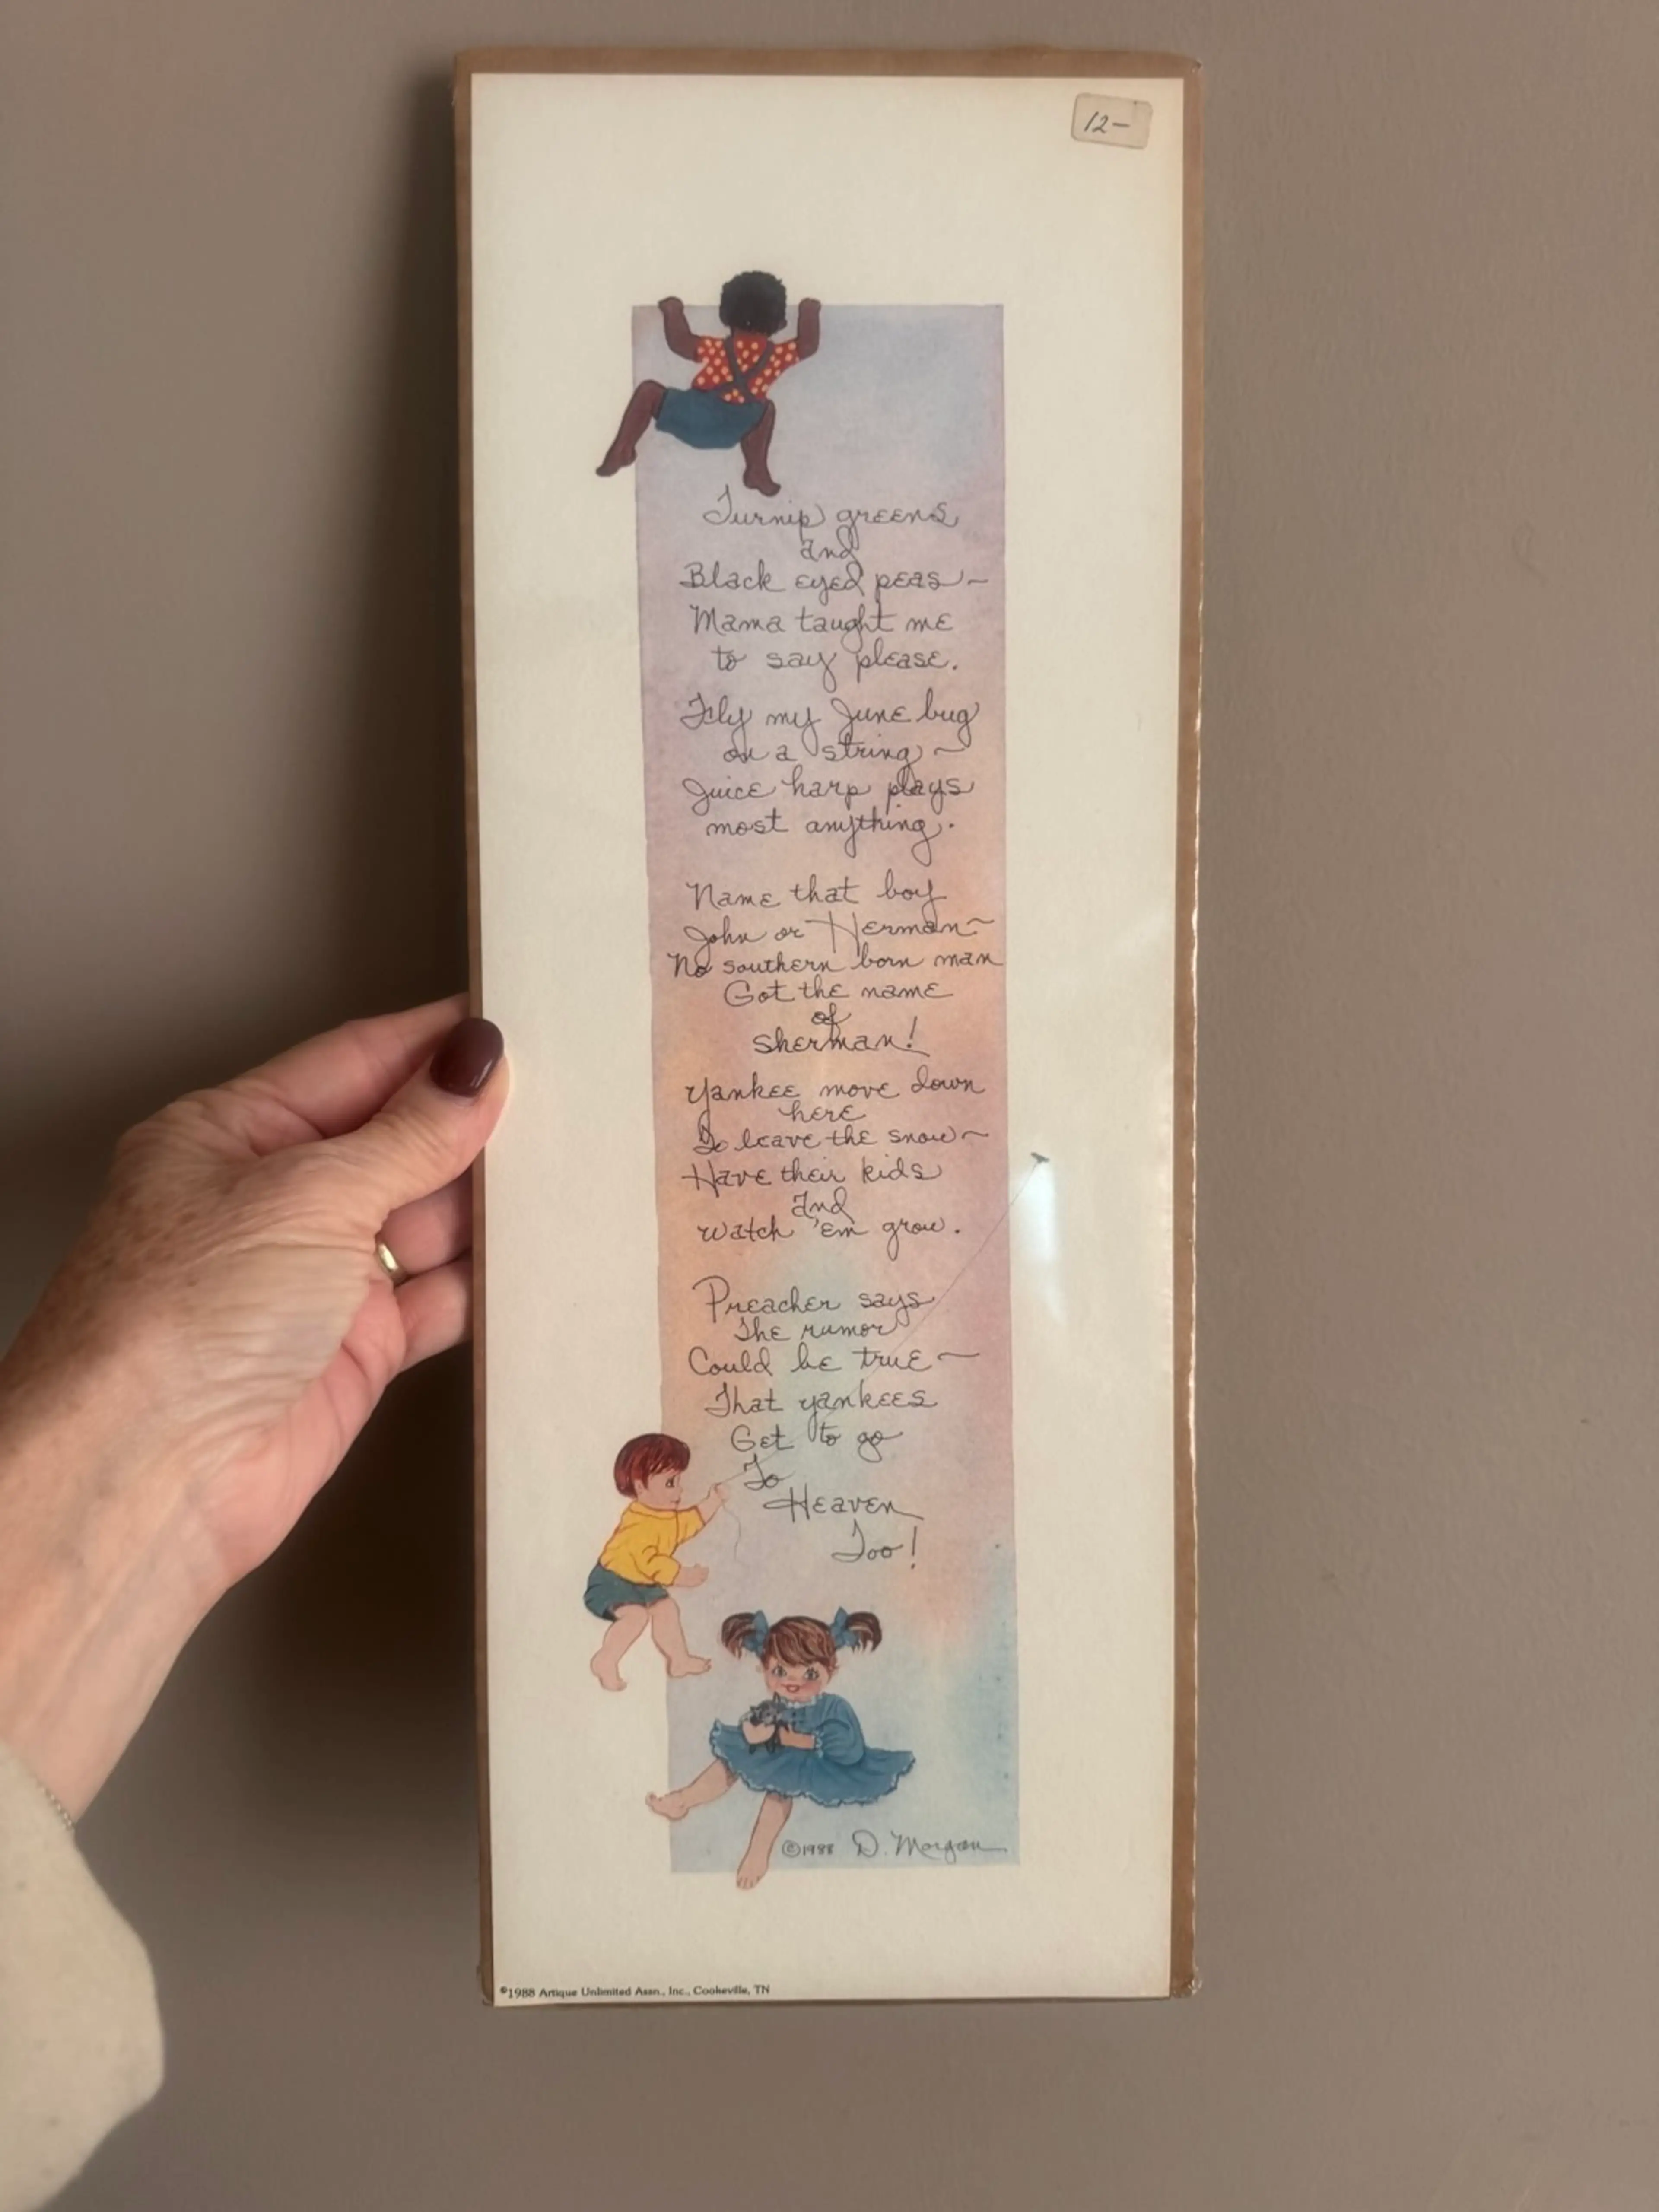 12-
Turnip greens
and
Black eyed peas~
Mama taught me
to say please.
Fly my June bug
on a string~
Juice harp plays
most anything.
Name that boy
John or Herman~
No southern born man
Got the name
of
Sherman!
Yankee move down
here
To leave the snow~
Have their kids
and
watch 'em grow.
Preacher says
The rumor
Could be true~
That yankees
Get to go
To
Heaven
Too!
©1988 D. Morgan
©1988 Artique Unlimited Assn., Inc., Cookeville, TN